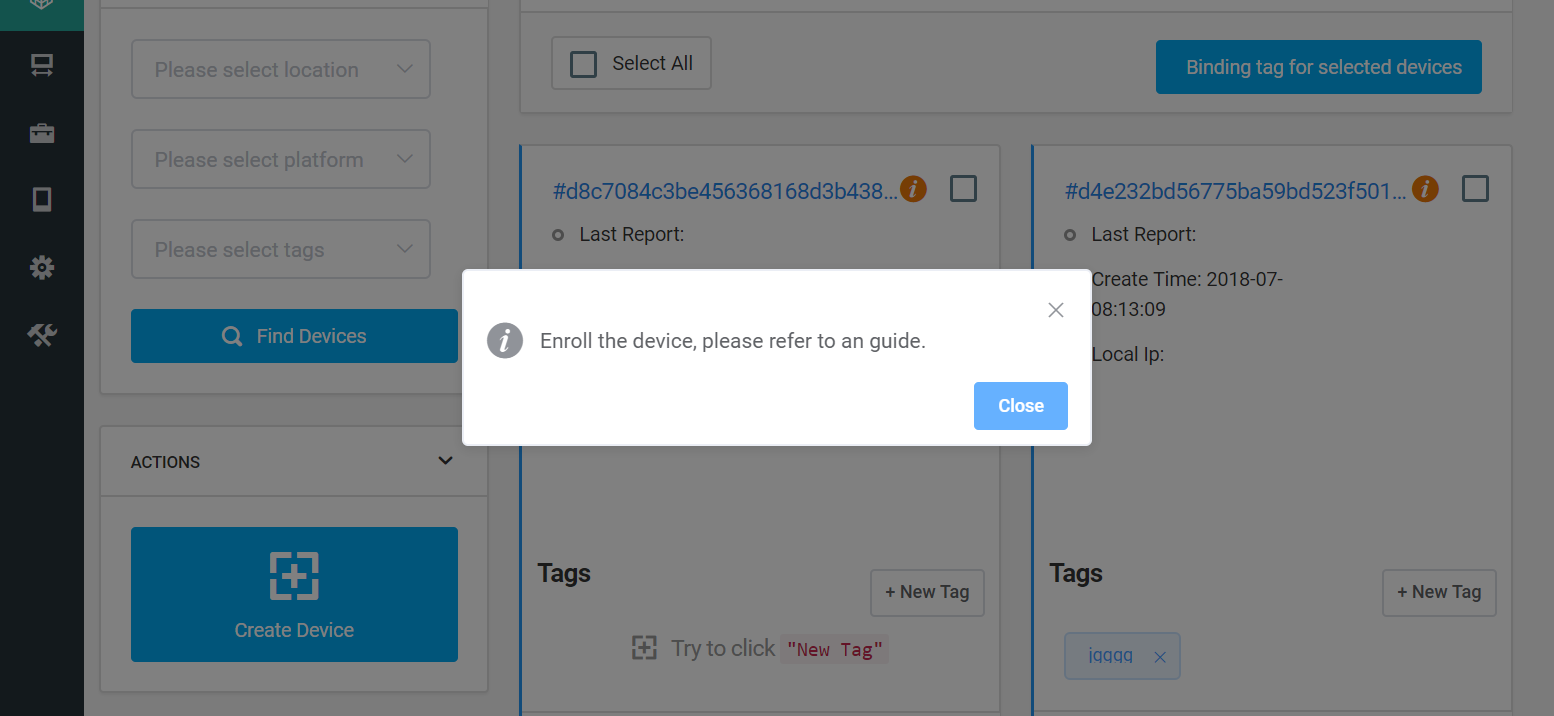 Please select location
Please select platform
Please select tags
Find Devices
ACTIONS
Create Device
Select All
Binding tag for selected devices
#d8c7084c3be456368168d3b438...
Last Report:
#d4e232bd56775ba59bd523f501...
Last Report:
Create Time: 2018-07-
08:13:09
Local Ip:
Enroll the device, please refer to an guide.
Close
Tags
+ New Tag
Try to click "New Tag"
Tags
+ New Tag